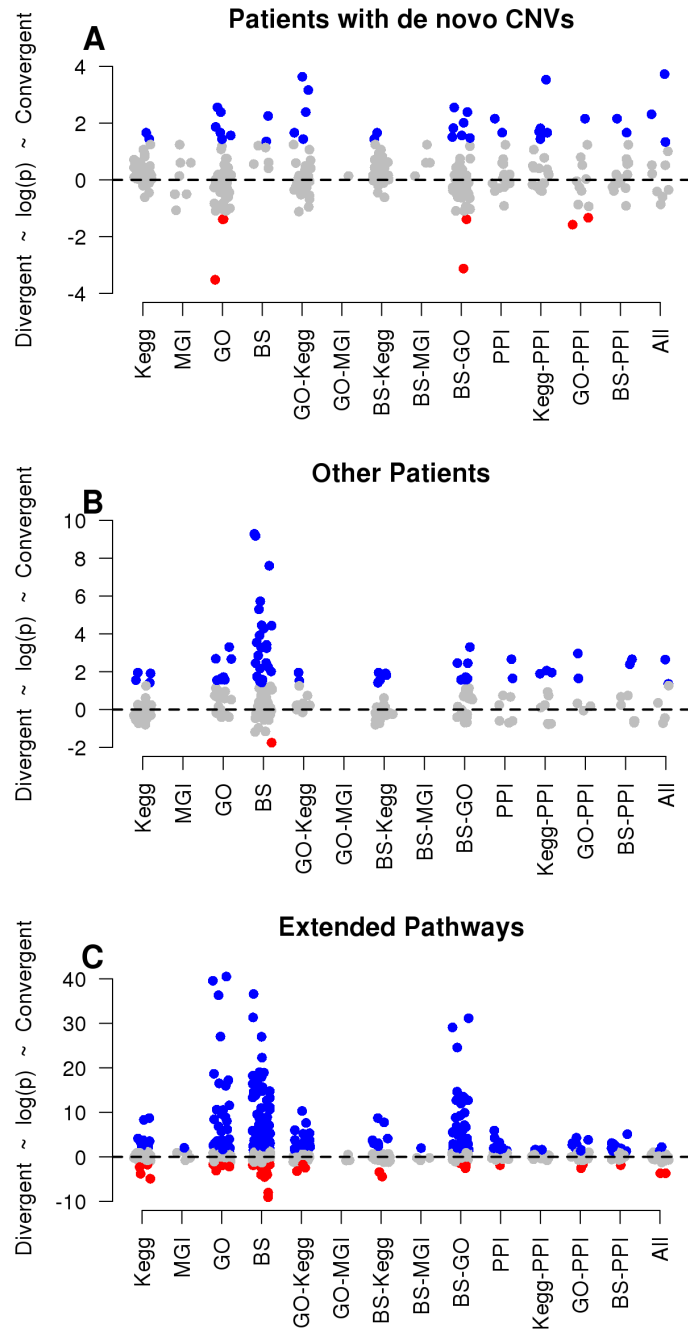 Patients with de novo CNVs
A
Divergent ~ log(p) ~ Convergent
4
2
0
-2
-4
Kegg MGI GO BS GO-Kegg GO-MGI BS-Kegg BS-MGI BS-GO PPI Kegg-PPI GO-PPI BS-PPI All
Other Patients
B
Divergent ~ log(p) ~ Convergent
10
8
6
4
2
0
-2
Kegg MGI GO BS GO-Kegg GO-MGI BS-Kegg BS-MGI BS-GO PPI Kegg-PPI GO-PPI BS-PPI All
Extended Pathways
C
Divergent ~ log(p) ~ Convergent
40
30
20
10
0
-10
Kegg MGI GO BS GO-Kegg GO-MGI BS-Kegg BS-MGI BS-GO PPI Kegg-PPI GO-PPI BS-PPI All